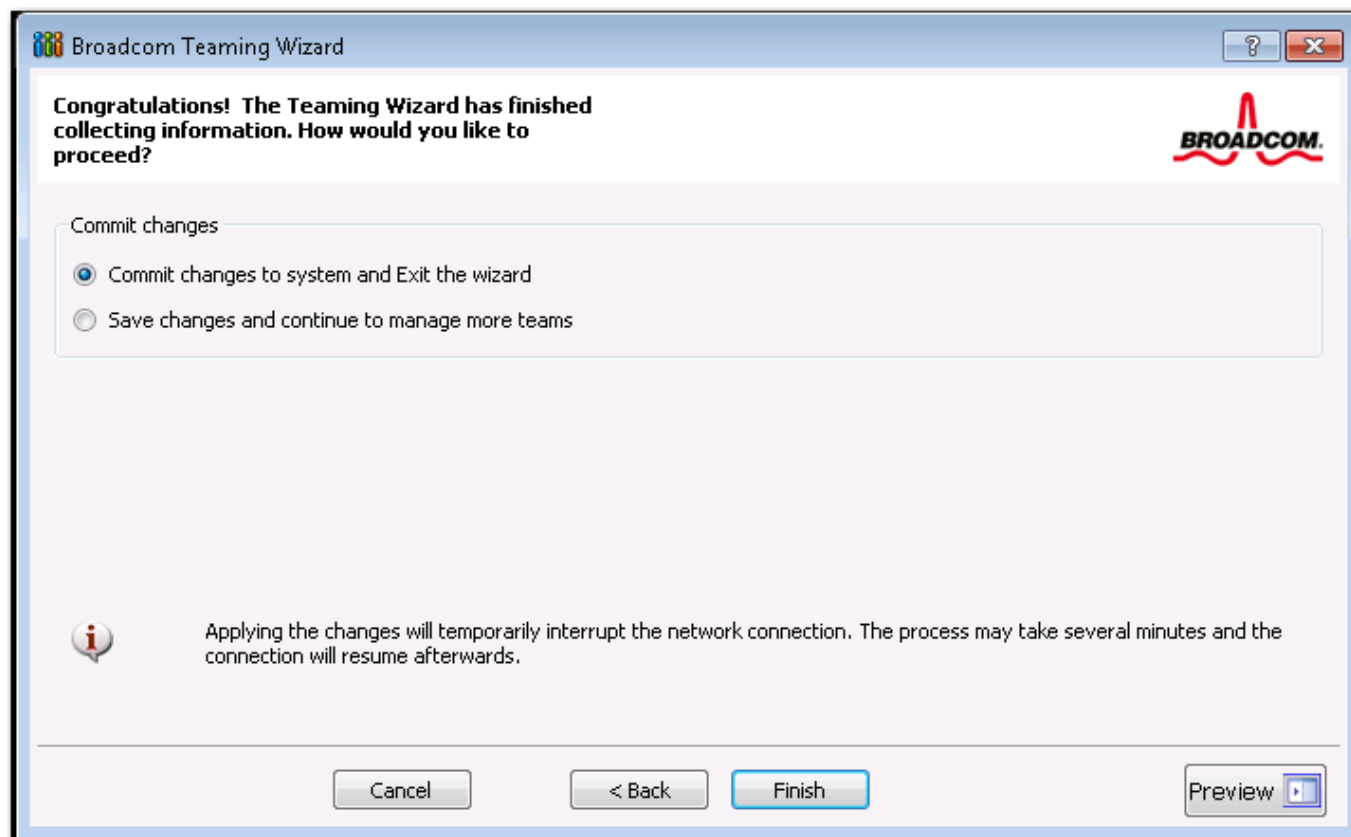 Broadcom Teaming Wizard
?
Congratulations! The Teaming Wizard has finished
collecting information. How would you like to
proceed?
BROADCOM.
Commit changes
Commit changes to system and Exit the wizard
Save changes and continue to manage more teams
Applying the changes will temporarily interrupt the network connection. The process may take several minutes and the
connection will resume afterwards.
Cancel
< Back
Finish
Preview